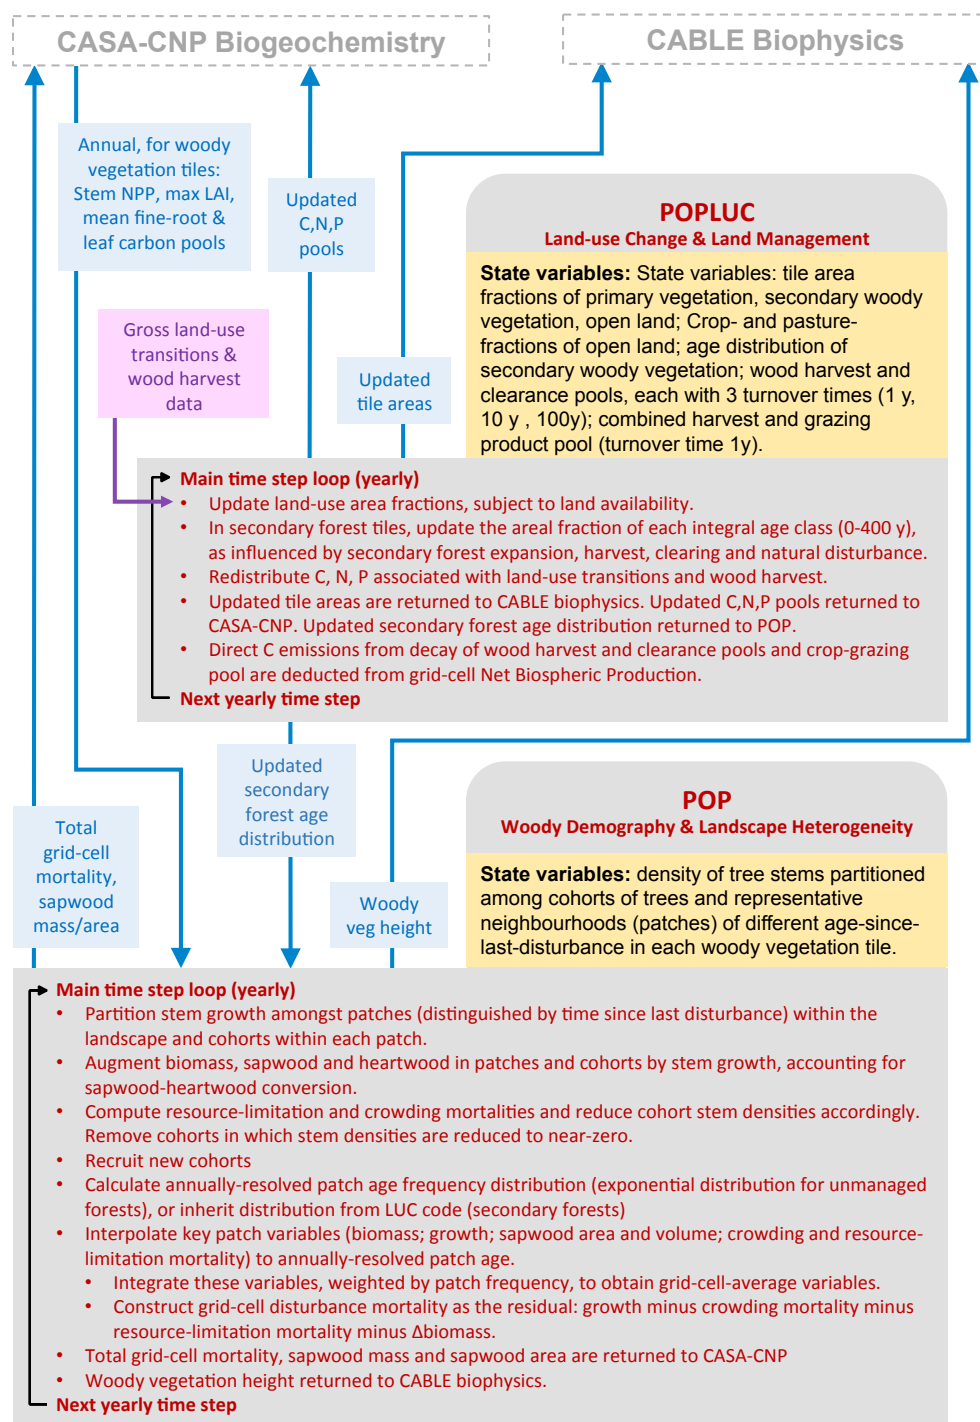 CASA-CNP Biogeochemistry
CABLE Biophysics
Annual, for woody
vegetation tiles:
Stem NPP, max LAI,
mean fine-root &
leaf carbon pools
Updated
C,N,P
pools
Gross land-use
transitions &
wood harvest
data
Updated
tile areas
POPLUC
Land-use Change & Land Management
State variables: State variables: tile area
fractions of primary vegetation, secondary woody
vegetation, open land; Crop- and pasture-
fractions of open land; age distribution of
secondary woody vegetation; wood harvest and
clearance pools, each with 3 turnover times (1 y,
10 y , 100y); combined harvest and grazing
product pool (turnover time 1y).
Main time step loop (yearly)
• Update land-use area fractions, subject to land availability.
• In secondary forest tiles, update the areal fraction of each integral age class (0-400 y),
as influenced by secondary forest expansion, harvest, clearing and natural disturbance.
• Redistribute C, N, P associated with land-use transitions and wood harvest.
• Updated tile areas are returned to CABLE biophysics. Updated C,N,P pools returned to
CASA-CNP. Updated secondary forest age distribution returned to POP.
• Direct C emissions from decay of wood harvest and clearance pools and crop-grazing
pool are deducted from grid-cell Net Biospheric Production.
Next yearly time step
Updated
secondary
forest age
distribution
Total
grid-cell
mortality,
sapwood
mass/area
Woody
veg height
POP
Woody Demography & Landscape Heterogeneity
State variables: density of tree stems partitioned
among cohorts of trees and representative
neighbourhoods (patches) of different age-since-
last-disturbance in each woody vegetation tile.
Main time step loop (yearly)
• Partition stem growth amongst patches (distinguished by time since last disturbance) within the
landscape and cohorts within each patch.
• Augment biomass, sapwood and heartwood in patches and cohorts by stem growth, accounting for
sapwood-heartwood conversion.
• Compute resource-limitation and crowding mortalities and reduce cohort stem densities accordingly.
Remove cohorts in which stem densities are reduced to near-zero.
• Recruit new cohorts
• Calculate annually-resolved patch age frequency distribution (exponential distribution for unmanaged
forests), or inherit distribution from LUC code (secondary forests)
• Interpolate key patch variables (biomass; growth; sapwood area and volume; crowding and resource-
limitation mortality) to annually-resolved patch age.
• Integrate these variables, weighted by patch frequency, to obtain grid-cell-average variables.
• Construct grid-cell disturbance mortality as the residual: growth minus crowding mortality minus
resource-limitation mortality minus Δbiomass.
• Total grid-cell mortality, sapwood mass and sapwood area are returned to CASA-CNP
• Woody vegetation height returned to CABLE biophysics.
Next yearly time step